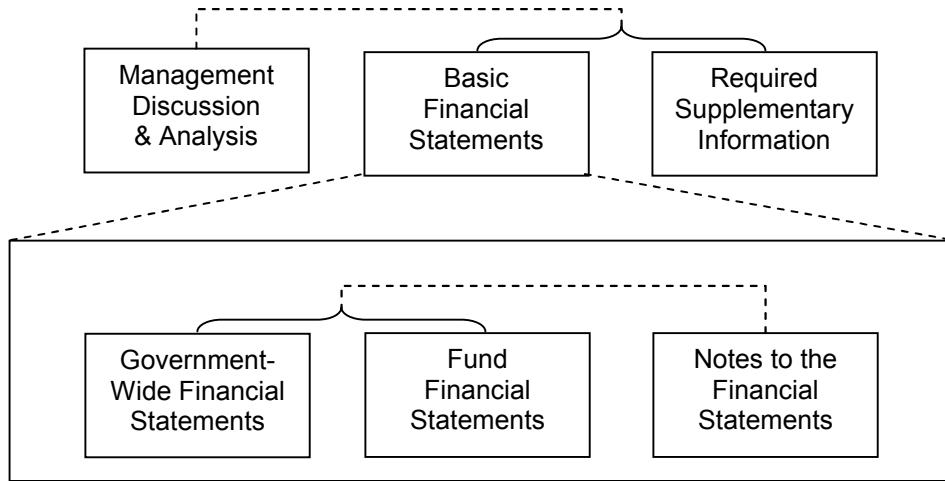 Management
Discussion
& Analysis
Basic
Financial
Statements
Required
Supplementary
Information
Government-
Wide Financial
Statements
Fund
Financial
Statements
Notes to the
Financial
Statements